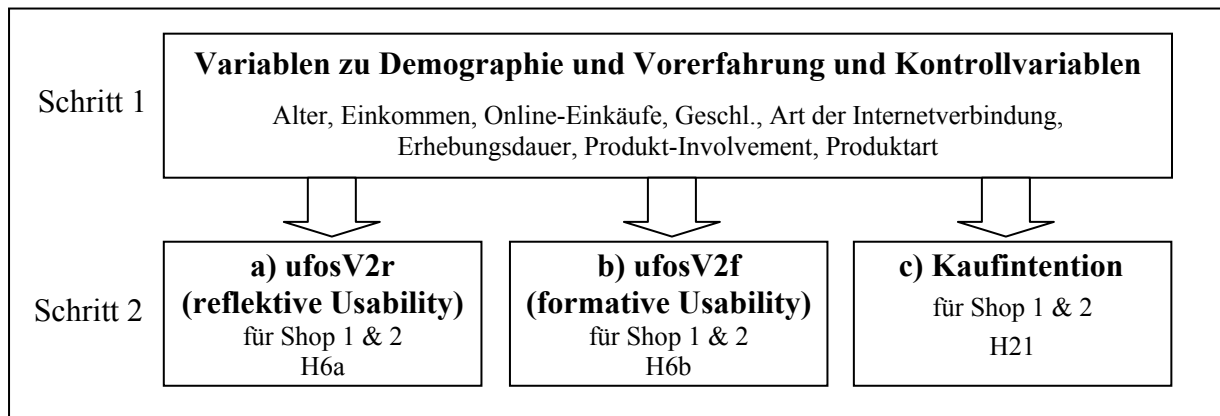 Schritt 1
Variablen zu Demographie und Vorerfahrung und Kontrollvariablen
Alter, Einkommen, Online-Einkäufe, Geschl., Art der Internetverbindung,
Erhebungsdauer, Produkt-Involvement, Produktart
Schritt 2
a) ufosV2r
(reflektive Usability)
für Shop 1 & 2
H6a
b) ufosV2f
(formative Usability)
für Shop 1 & 2
H6b
c) Kaufintention
für Shop 1 & 2
H21